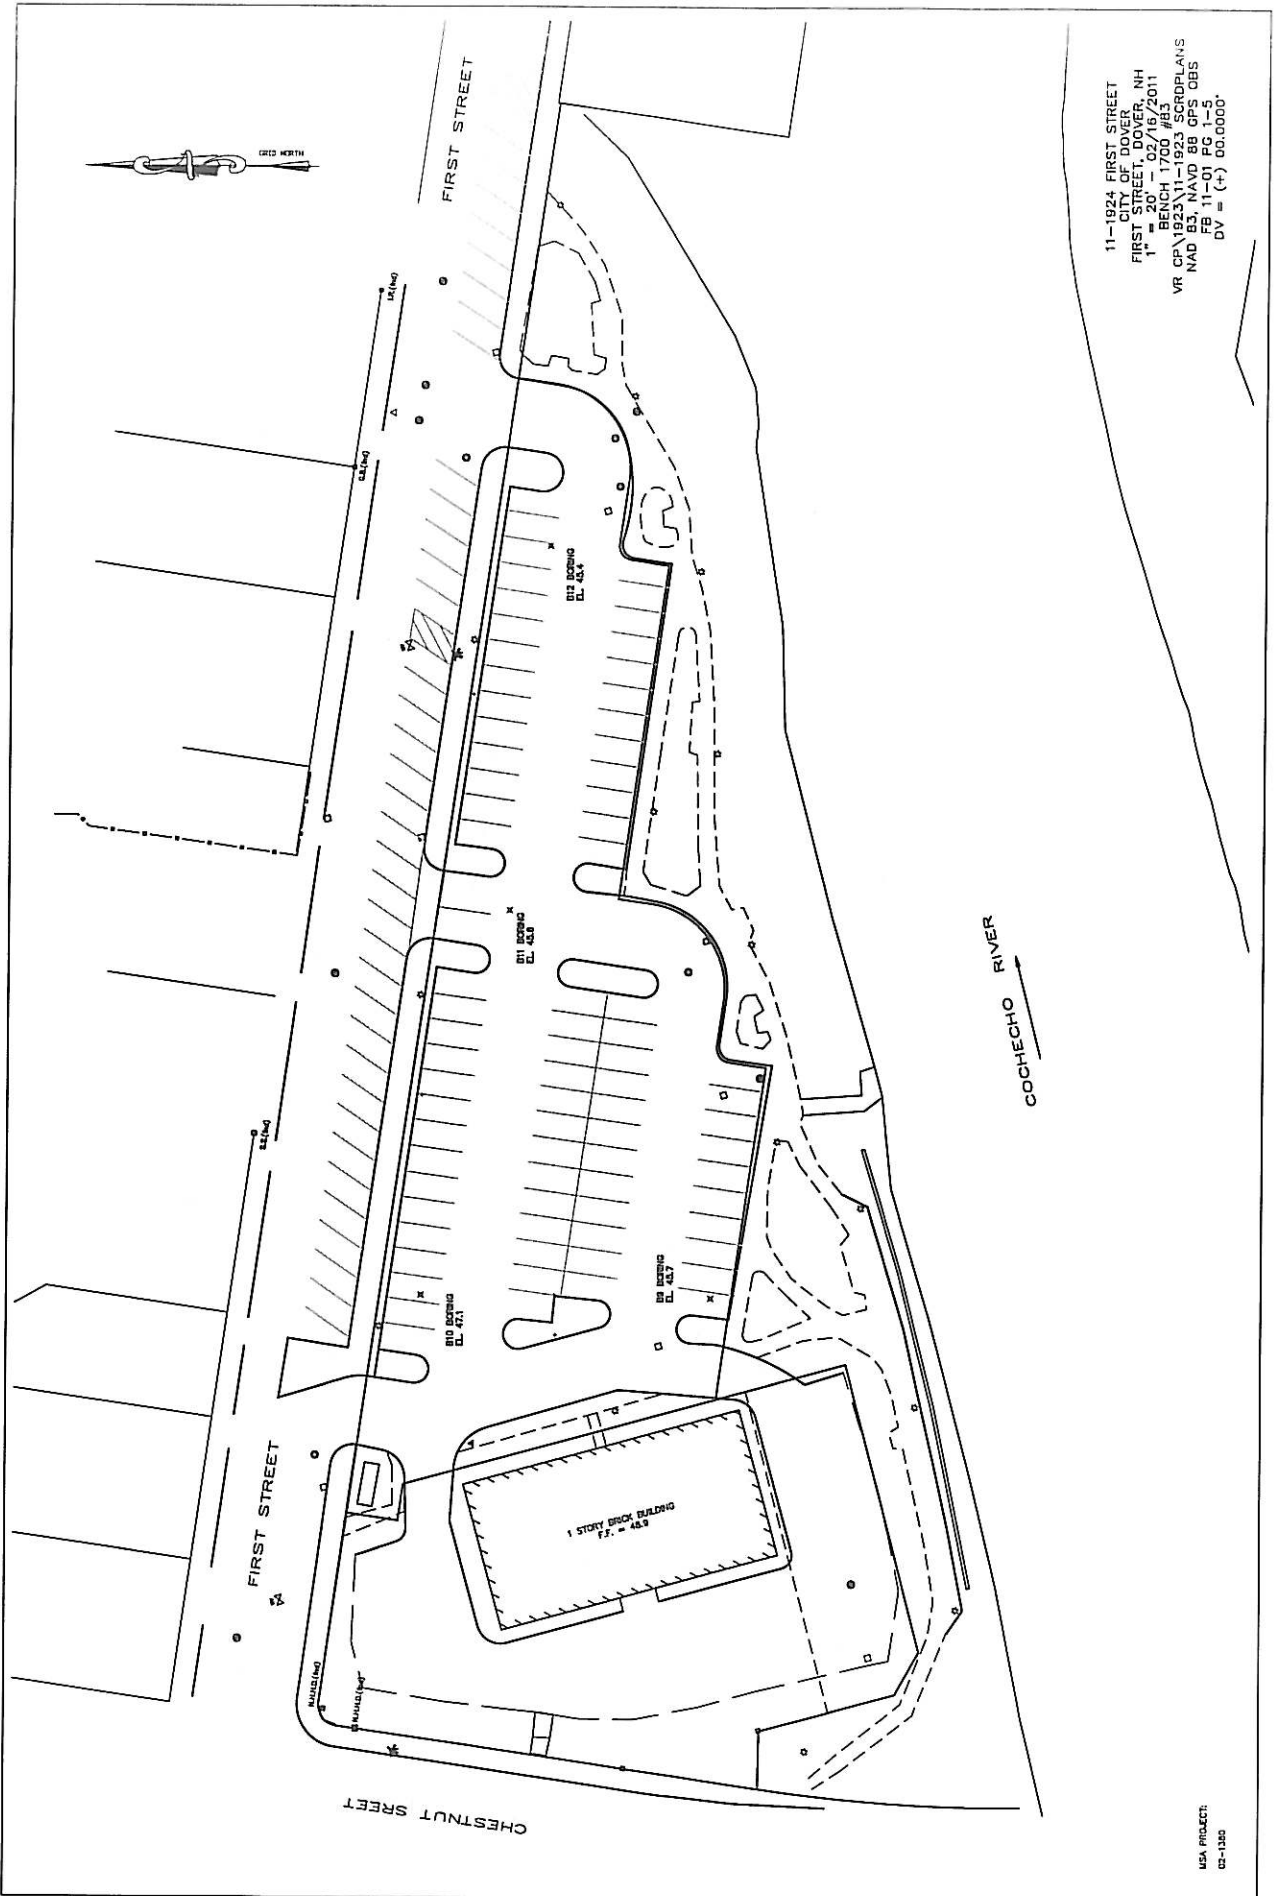 11-1924 FIRST STREET
CITY OF DOVER
FIRST STREET, DOVER, NH
1" = 20' - 02/16/2011
BENCH 1700 #83
VR CP\1923\11-1923 SCRDPLANS
NAD 83, NAVD 88 GPS OBS
FB 11-01 PG 1-5
DV = (+) 00.0000°
GRID NORTH
FIRST STREET
I.P.(fnd)
G.B.(fnd)
B12 BORING
EL. 45.4
B11 BORING
EL. 45.8
S.B.(fnd)
B10 BORING
EL. 47.1
B9 BORING
EL. 45.7
COCHECHO RIVER
FIRST STREET
1 STORY BRICK BUILDING
F.F. = 48.9
CHESTNUT SREET
MSA PROJECT:
02-1380